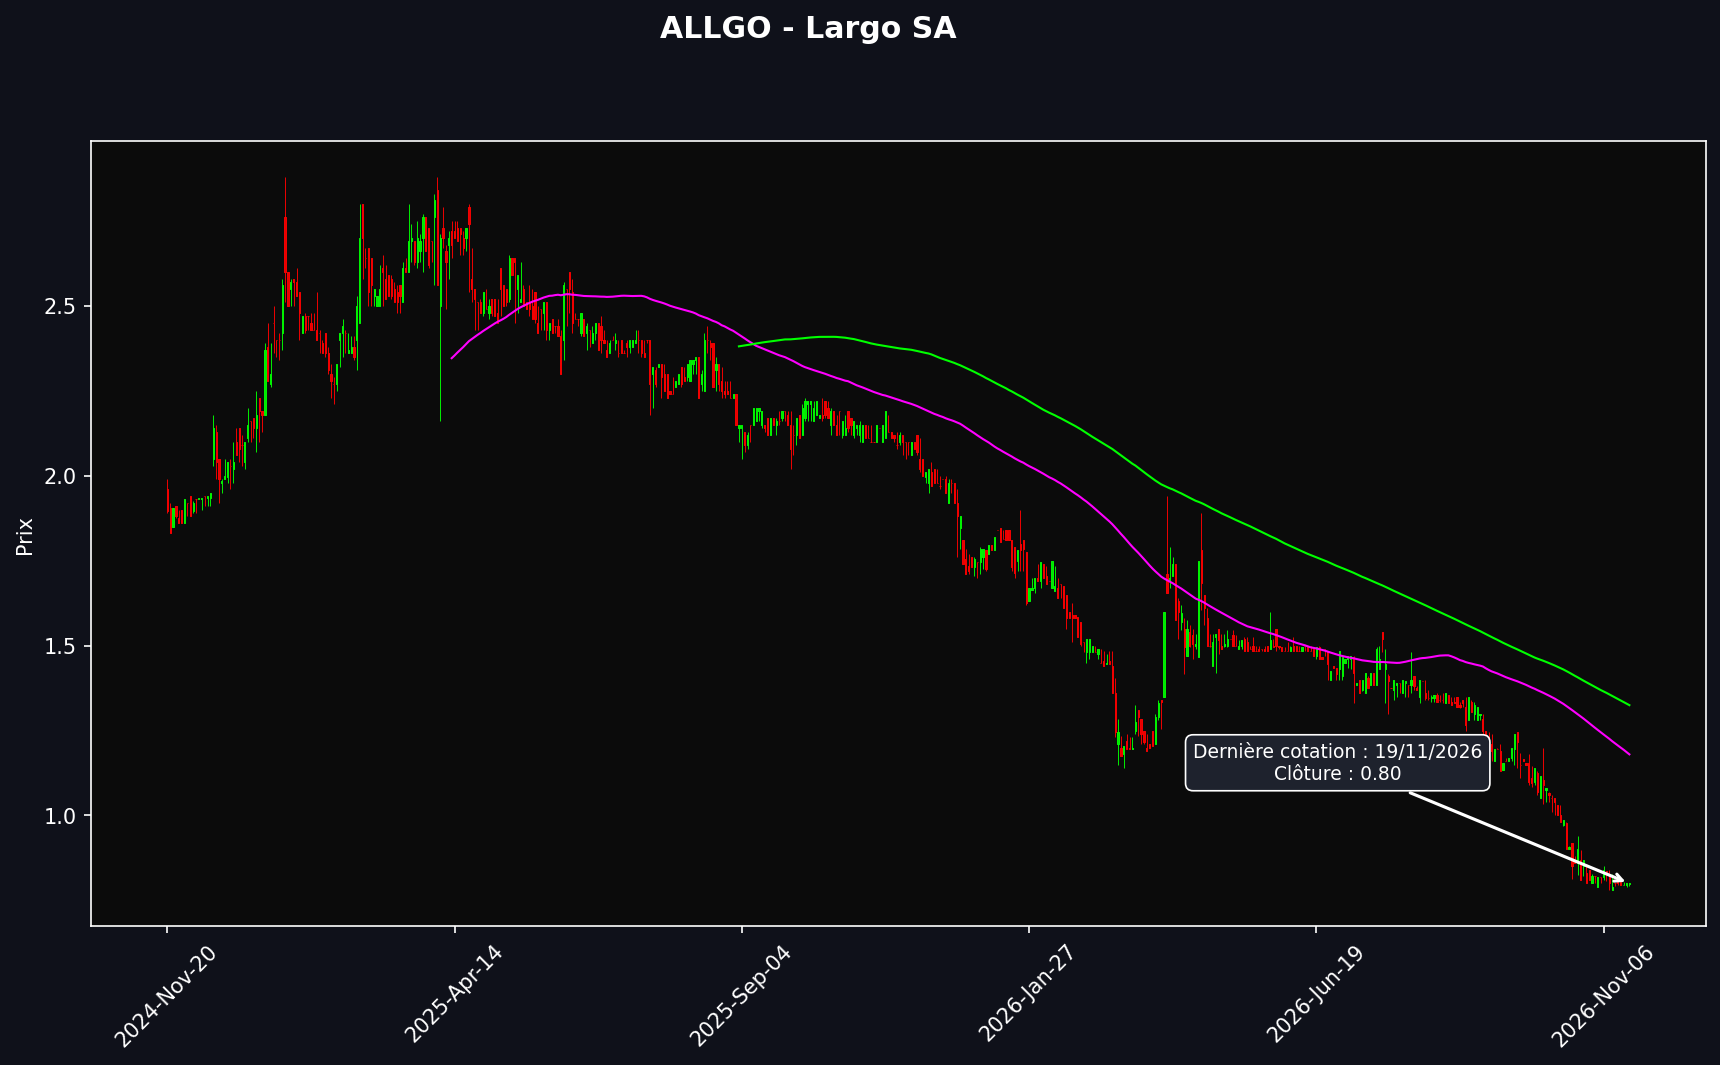 ALLGO - Largo SA
Prix
2.5
2.0
1.5
1.0
Dernière cotation : 19/11/2026
Clôture : 0.80
2024-Nov-20
2025-Apr-14
2025-Sep-04
2026-Jan-27
2026-Jun-19
2026-Nov-06